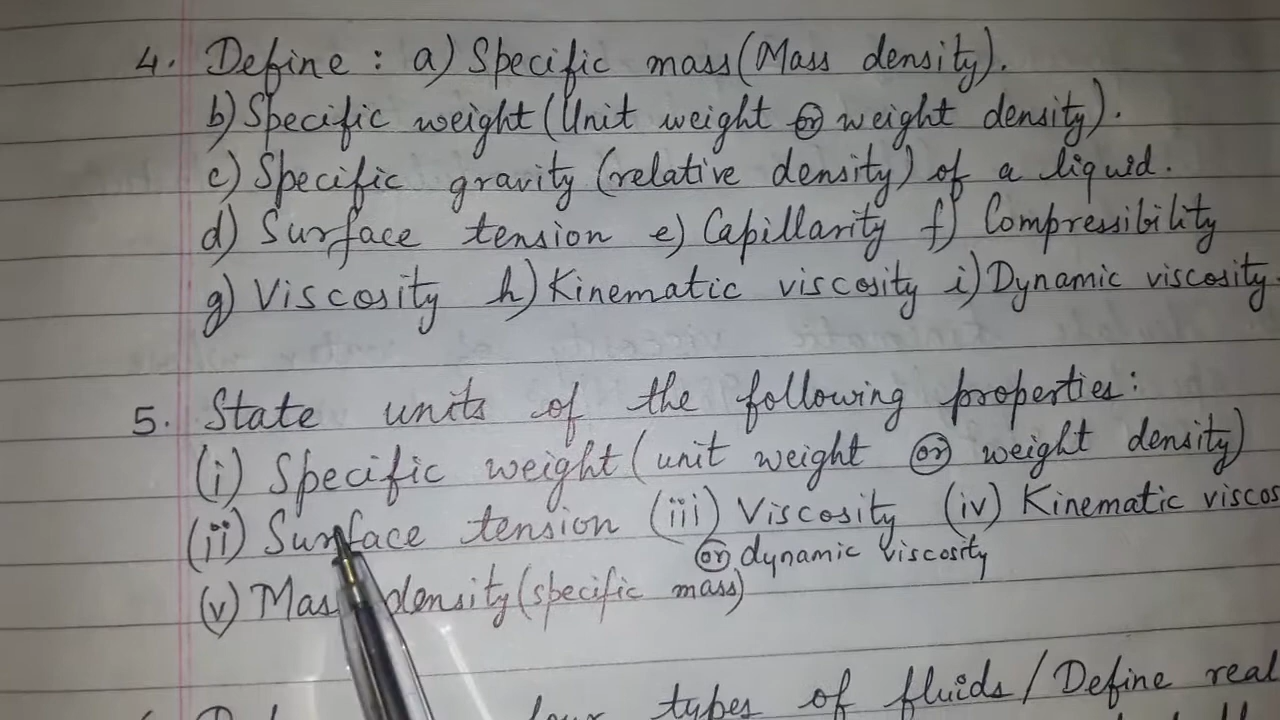 4. Define : a) Specific mass (Mass density).
b) Specific weight (Unit weight or weight density).
c) Specific gravity (relative density) of a liquid.
d) Surface tension e) Capillarity f) Compressibility
g) Viscosity h) Kinematic viscosity i) Dynamic viscosity.
5. State units of the following properties :
(i) Specific weight (unit weight or weight density)
(ii) Surface tension (iii) Viscosity (iv) Kinematic viscos
or dynamic viscosity
(v) Mas density (specific mass)
types of fluids / Define real